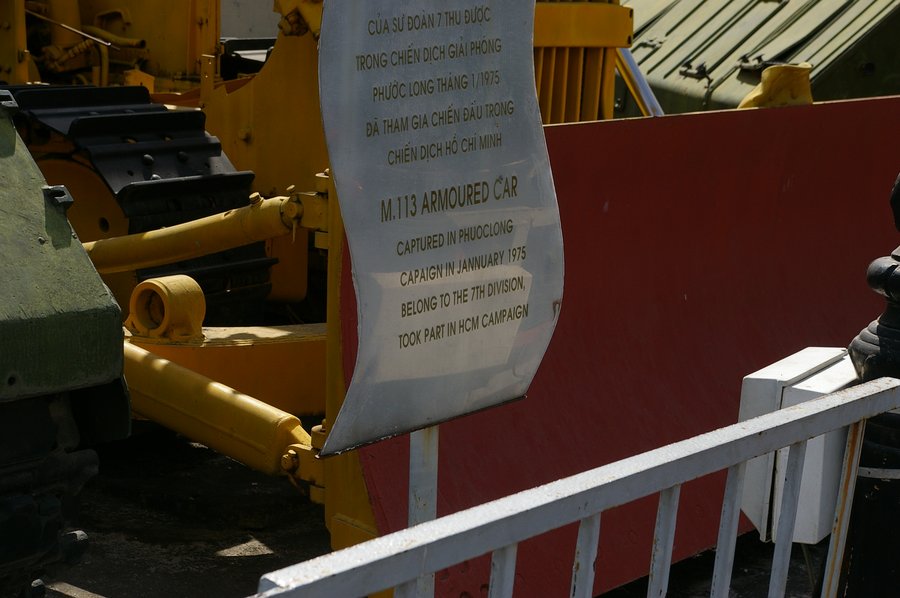 CỦA SƯ ĐOÀN 7 THU ĐƯỢC
TRONG CHIẾN DỊCH GIẢI PHÓNG
PHƯỚC LONG THÁNG 1/1975
ĐÃ THAM GIA CHIẾN ĐẤU TRONG
CHIẾN DỊCH HỒ CHÍ MINH
M.113 ARMOURED CAR
CAPTURED IN PHUOCLONG
CAPAIGN IN JANNUARY 1975
BELONG TO THE 7TH DIVISION,
TOOK PART IN HCM CAMPAIGN